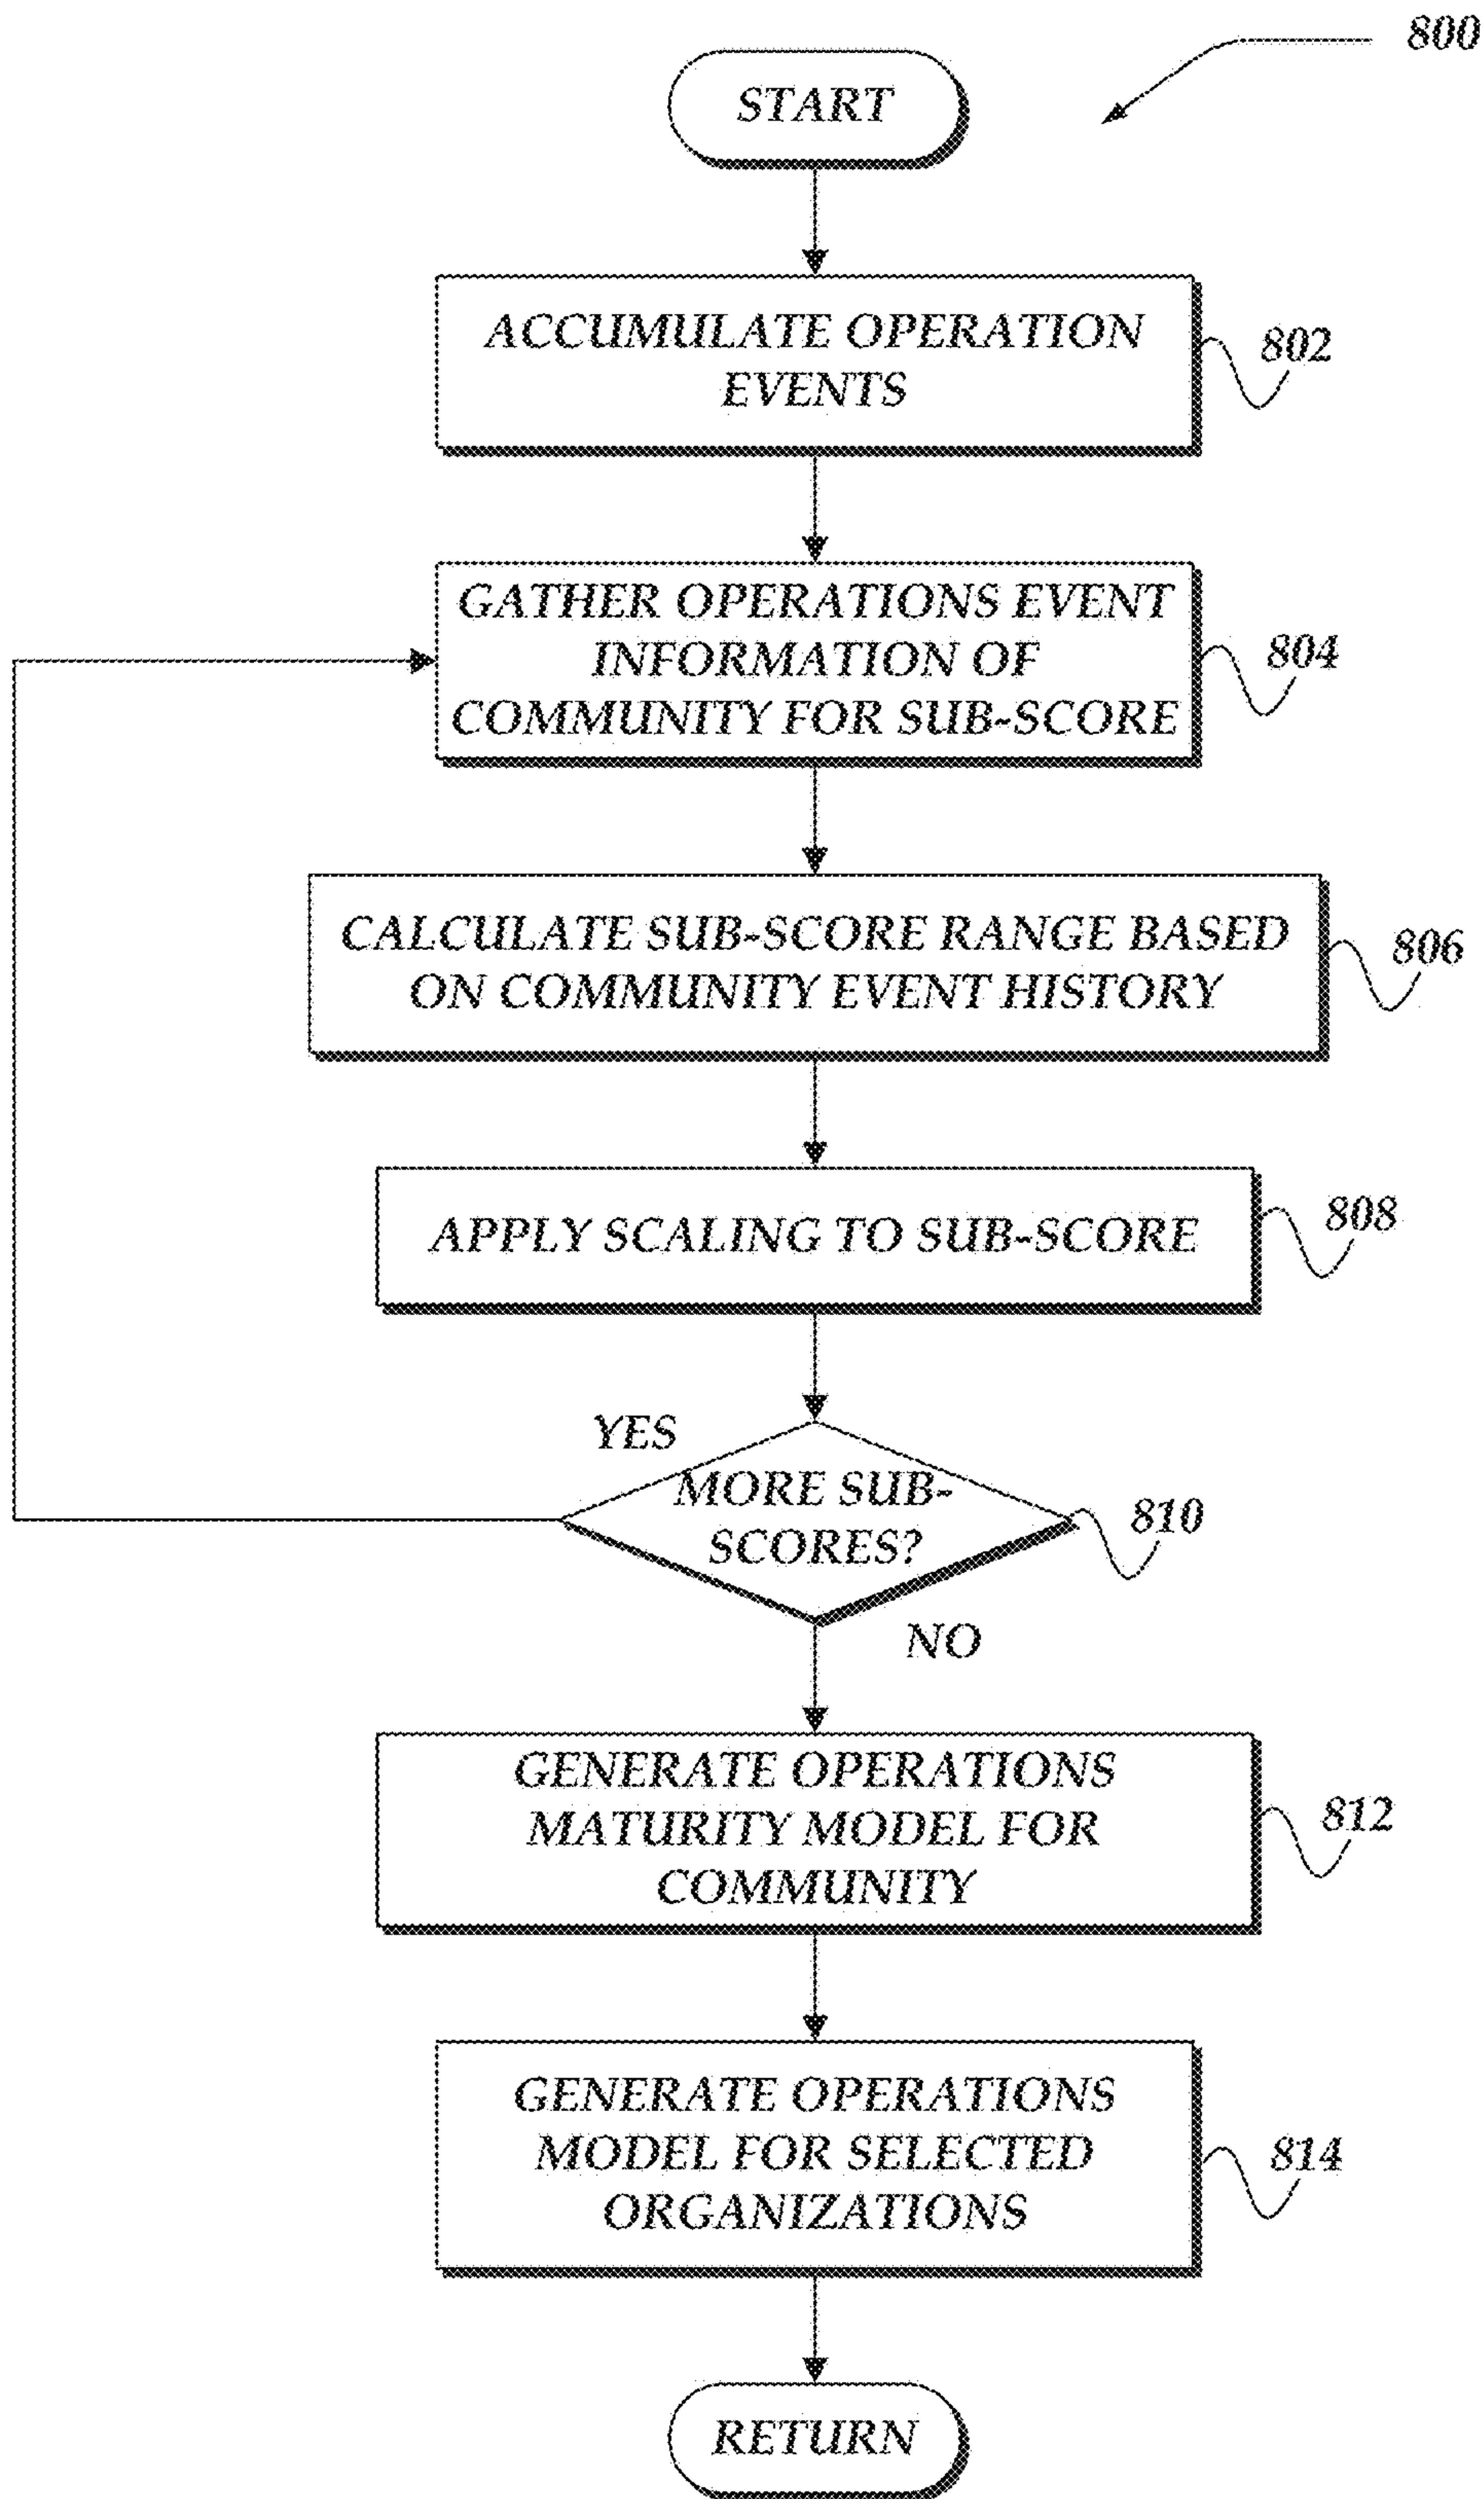 800
START
ACCUMULATE OPERATION
EVENTS
802
GATHER OPERATIONS EVENT
INFORMATION OF
COMMUNITY FOR SUB-SCORE
804
CALCULATE SUB-SCORE RANGE BASED
ON COMMUNITY EVENT HISTORY
806
APPLY SCALING TO SUB-SCORE
808
YES
MORE SUB-
SCORES?
810
NO
GENERATE OPERATIONS
MATURITY MODEL FOR
COMMUNITY
812
GENERATE OPERATIONS
MODEL FOR SELECTED
ORGANIZATIONS
814
RETURN